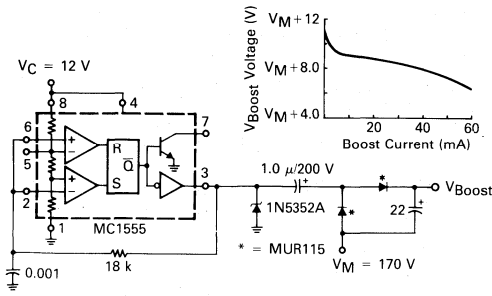 V_C = 12 V
8
4
7
6
R
5
Q̅
3
2
S
1
MC1555
18 k
0.001
1.0 µ/200 V
+
*
V_Boost
1N5352A
*
22
+
* = MUR115
V_M = 170 V
V_Boost Voltage (V)
V_M + 12
V_M + 8.0
V_M + 4.0
20 40 60
Boost Current (mA)